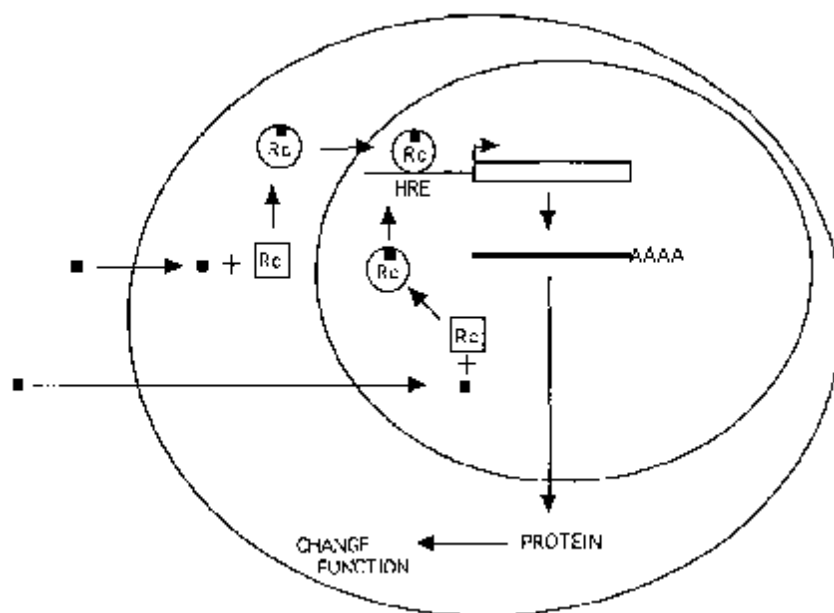 Rc
Rc
HRE
+
Rc
AAAA
Rc
Rc
+
PROTEIN
CHANGE
FUNCTION